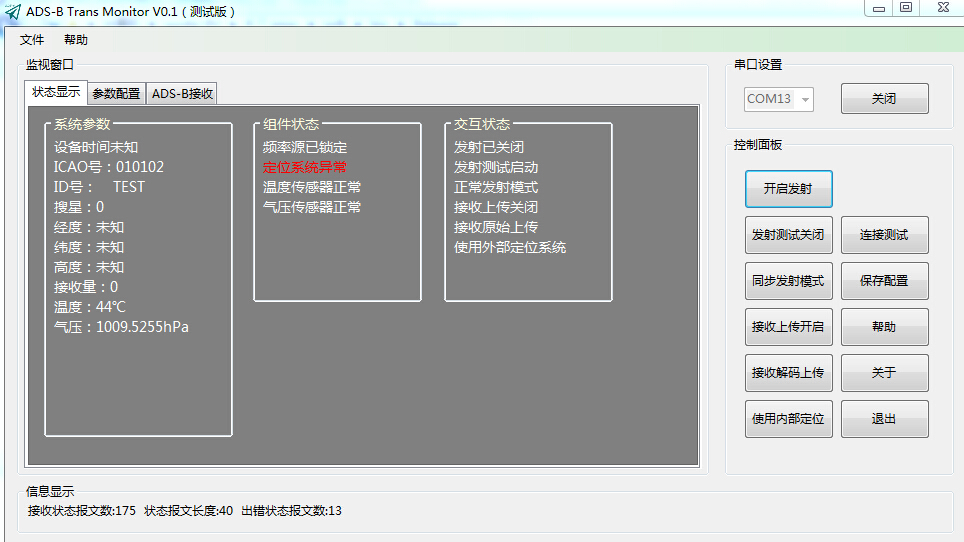 ADS-B Trans Monitor V0.1（测试版）
文件 帮助
监视窗口
状态显示 参数配置 ADS-B接收
系统参数
设备时间未知
ICAO号：010102
ID号： TEST
搜星：0
经度：未知
纬度：未知
高度：未知
接收量：0
温度：44℃
气压：1009.5255hPa
组件状态
频率源已锁定
定位系统异常
温度传感器正常
气压传感器正常
交互状态
发射已关闭
发射测试启动
正常发射模式
接收上传关闭
接收原始上传
使用外部定位系统
串口设置
COM13 关闭
控制面板
开启发射
发射测试关闭 连接测试
同步发射模式 保存配置
接收上传开启 帮助
接收解码上传 关于
使用内部定位 退出
信息显示
接收状态报文数:175 状态报文长度:40 出错状态报文数:13